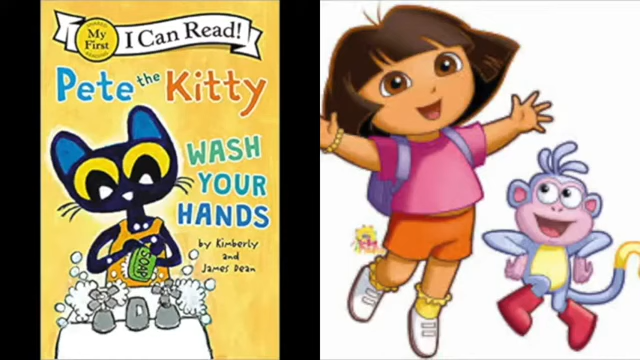 My
First
I Can Read!
Pete the Kitty
WASH
YOUR
HANDS
by Kimberly
and
James Dean
SOAP